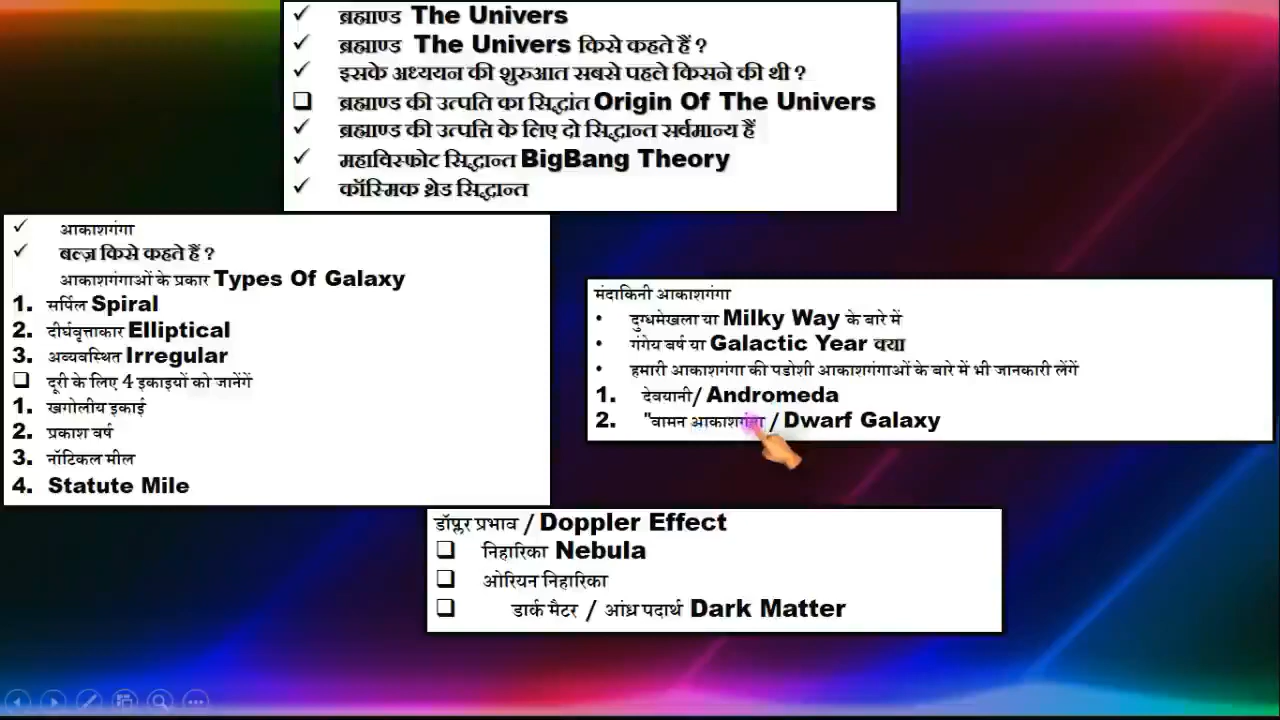 ब्रह्माण्ड The Univers
ब्रह्माण्ड The Univers किसे कहते हैं ?
इसके अध्ययन की शुरुआत सबसे पहले किसने की थी ?
ब्रह्माण्ड की उत्पति का सिद्धांत Origin Of The Univers
ब्रह्माण्ड की उत्पत्ति के लिए दो सिद्धान्त सर्वमान्य हैं
महाविस्फोट सिद्धान्त BigBang Theory
कॉस्मिक थ्रेड सिद्धान्त
आकाशगंगा
बल्ज़ किसे कहते हैं ?
आकाशगंगाओं के प्रकार Types Of Galaxy
1. सर्पिल Spiral
2. दीर्घवृत्ताकार Elliptical
3. अव्यवस्थित Irregular
दूरी के लिए 4 इकाइयों को जानेंगें
1. खगोलीय इकाई
2. प्रकाश वर्ष
3. नॉटिकल मील
4. Statute Mile
मंदाकिनी आकाशगंगा
• दुग्धमेखला या Milky Way के बारे में
• गंगेय बर्ष या Galactic Year क्या
• हमारी आकाशगंगा की पडोशी आकाशगंगाओं के बारे में भी जानकारी लेंगें
1. देवयानी/ Andromeda
2. "वामन आकाशगंगा / Dwarf Galaxy
डॉप्लर प्रभाव / Doppler Effect
निहारिका Nebula
ओरियन निहारिका
डार्क मैटर / आंध्र पदार्थ Dark Matter